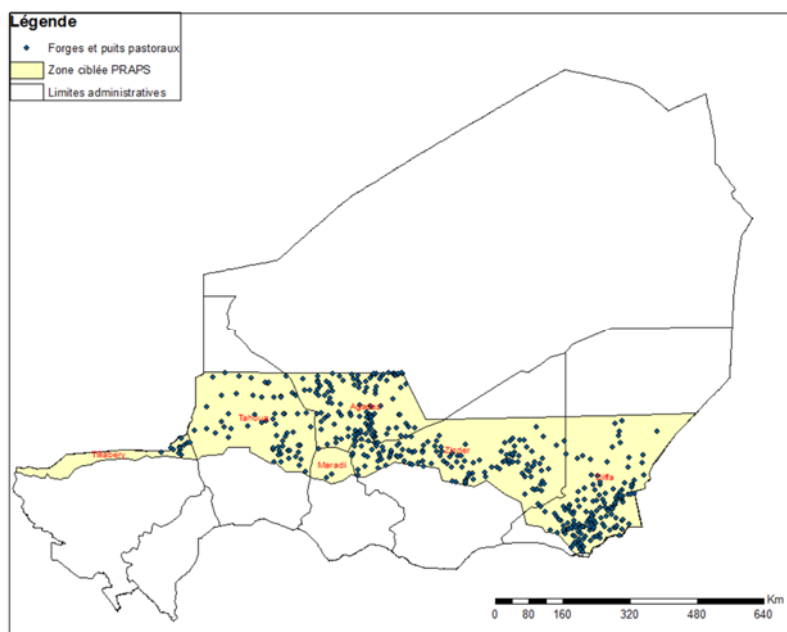 Légende
Forges et puits pastoraux
Zone ciblée PRAPS
Limites administratives
Agadez
Tahoua
Tillabery
Maradi
Zinder
Diffa
Km
0 80 160 320 480 640